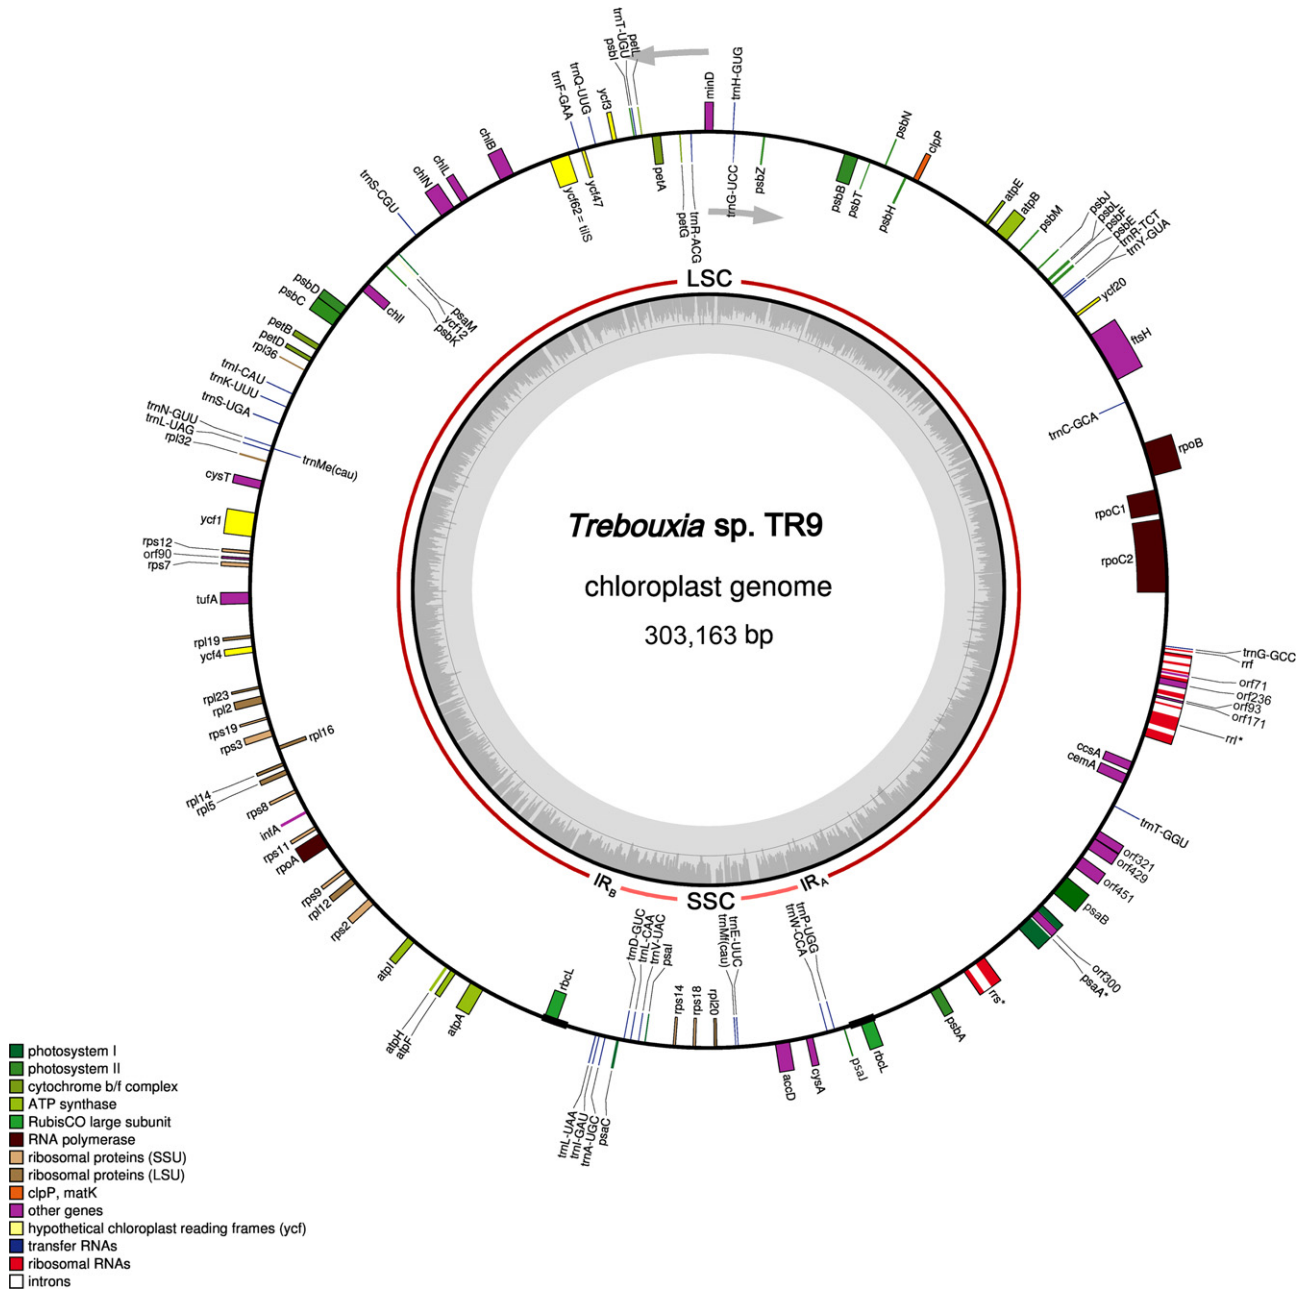 petL
trnT-UGU
psbI
ycf3
trnQ-UUG
trnF-GAA
chlB
chlL
chlN
trnS-CGU
psbD
psbC
petB
petD
rpl36
trnI-CAU
trnK-UUU
trnS-UGA
trnN-GUU
trnL-UAG
rpl32
cysT
ycf1
rps12
orf90
rps7
tufA
rpl19
ycf4
rpl23
rpl2
rps19
rps3
rpl16
rpl14
rpl5
rps8
infA
rps11
rpoA
rps9
rpl12
rps2
atpI
atpH
atpF
atpA
rbcL
trnL-UAA
trnI-GAU
trnA-UGC
psaC
trnD-GUC
trnL-CAA
trnV-UAC
psaI
rps14
rps18
rpl20
trnMf(cau)
trnE-UUC
accD
cysA
trnW-CCA
trnP-UGG
psaJ
rbcL
psbA
rrs*
psaA*
orf300
psaB
orf451
orf429
orf321
trnT-GGU
cemA
ccsA
rrl*
orf171
orf93
orf236
orf71
rrf
trnG-GCC
rpoC2
rpoC1
rpoB
trnC-GCA
ftsH
ycf20
trnY-GUA
trnR-TCT
psbE
psbF
psbL
psbJ
psbM
atpB
atpE
clpP
psbN
psbH
psbT
psbB
psbZ
trnH-GUG
trnG-UCC
minD
trnR-ACG
petG
petA
ycf47
ycf62 = tilS
psaM
ycf12
psbK
chlI
trnMe(cau)
LSC
IRB
SSC
IRA
Trebouxia sp. TR9
chloroplast genome
303,163 bp
photosystem I
photosystem II
cytochrome b/f complex
ATP synthase
RubisCO large subunit
RNA polymerase
ribosomal proteins (SSU)
ribosomal proteins (LSU)
clpP, matK
other genes
hypothetical chloroplast reading frames (ycf)
transfer RNAs
ribosomal RNAs
introns